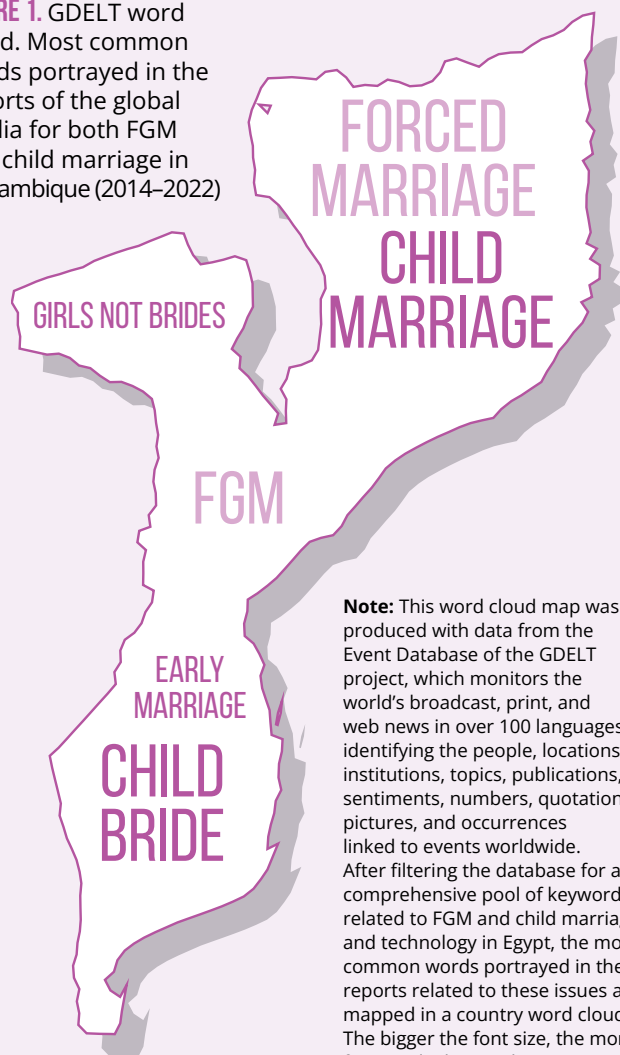 RE 1. GDELT word
d. Most common
ds portrayed in the
orts of the global
lia for both FGM
child marriage in
ambique (2014–2022)
FORCED
MARRIAGE
CHILD
MARRIAGE
GIRLS NOT BRIDES
FGM
EARLY
MARRIAGE
CHILD
BRIDE
Note: This word cloud map was
produced with data from the
Event Database of the GDELT
project, which monitors the
world's broadcast, print, and
web news in over 100 languages
identifying the people, locations
institutions, topics, publications,
sentiments, numbers, quotation
pictures, and occurrences
linked to events worldwide.
After filtering the database for a
comprehensive pool of keyword
related to FGM and child marria
and technology in Egypt, the mo
common words portrayed in the
reports related to these issues a
mapped in a country word cloud
The bigger the font size, the mor